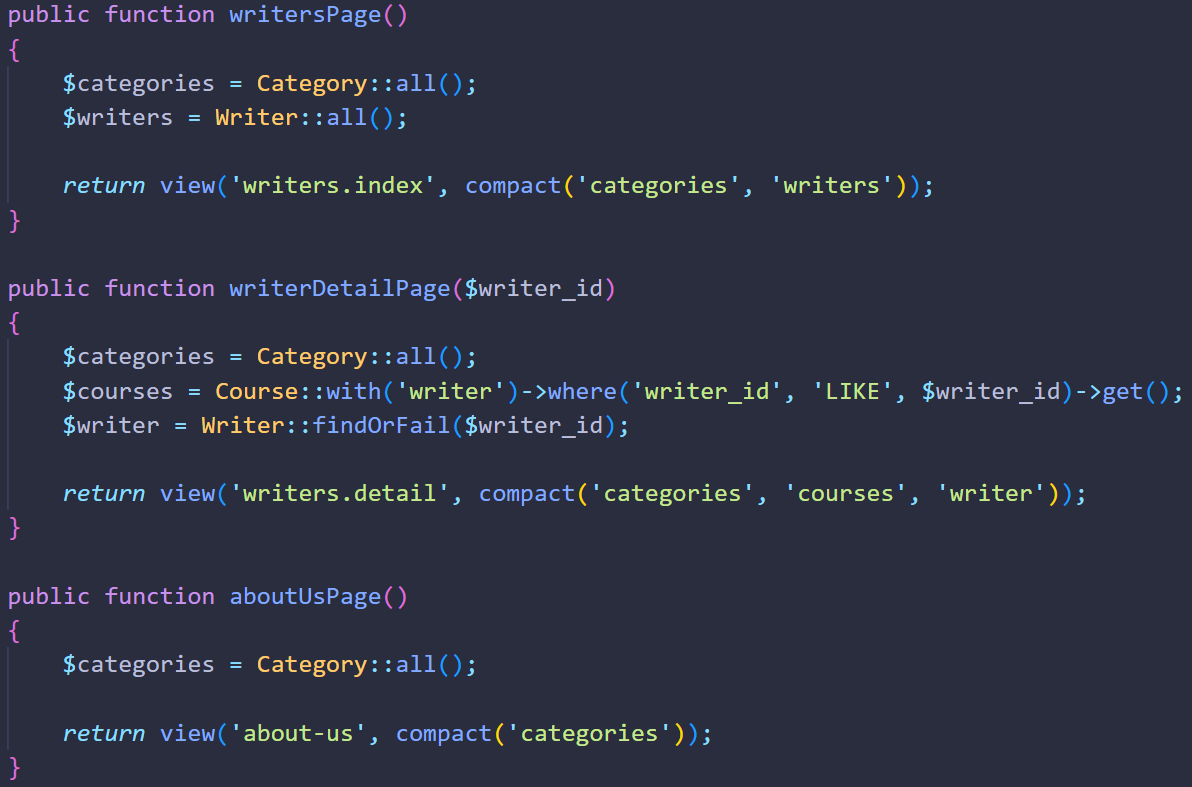 public function writersPage()
{
    $categories = Category::all();
    $writers = Writer::all();

    return view('writers.index', compact('categories', 'writers'));
}

public function writerDetailPage($writer_id)
{
    $categories = Category::all();
    $courses = Course::with('writer')->where('writer_id', 'LIKE', $writer_id)->get();
    $writer = Writer::findOrFail($writer_id);

    return view('writers.detail', compact('categories', 'courses', 'writer'));
}

public function aboutUsPage()
{
    $categories = Category::all();

    return view('about-us', compact('categories'));
}